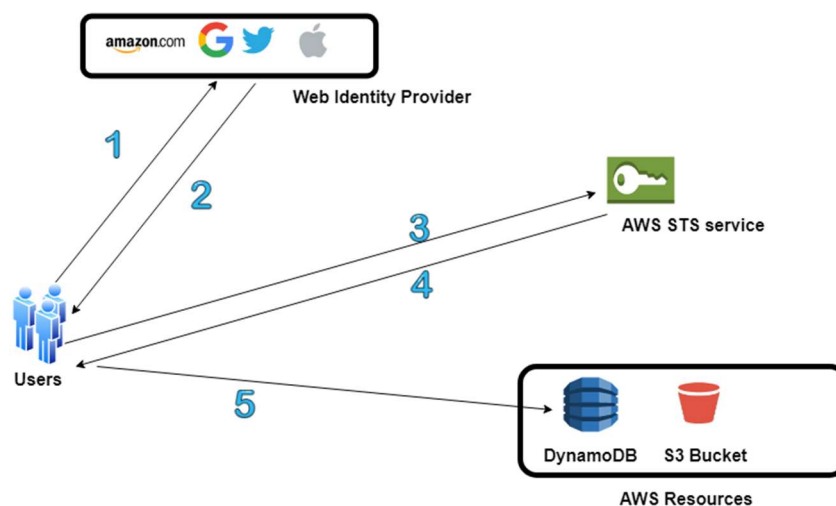 amazon.com
Web Identity Provider
1
2
3
AWS STS service
4
Users
5
DynamoDB S3 Bucket
AWS Resources